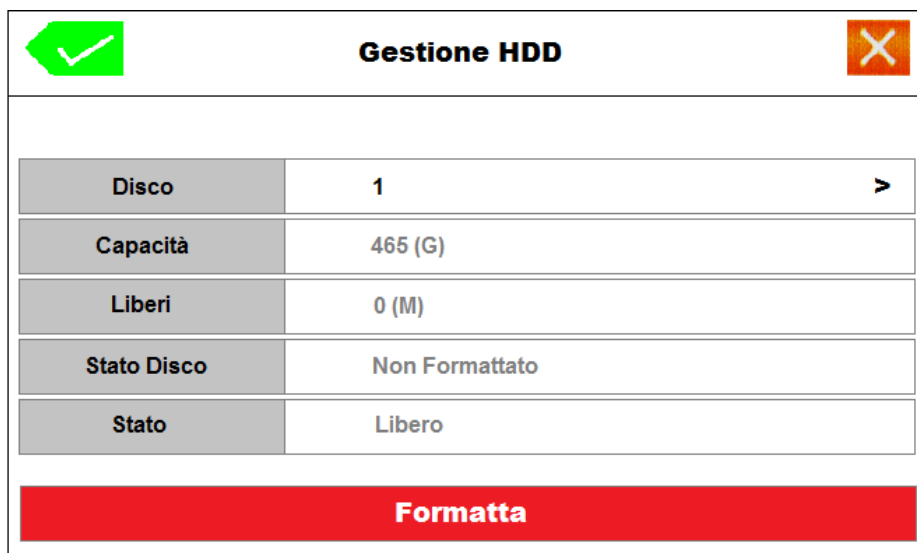 Gestione HDD
Disco 1 >
Capacità 465 (G)
Liberi 0 (M)
Stato Disco Non Formattato
Stato Libero
Formatta